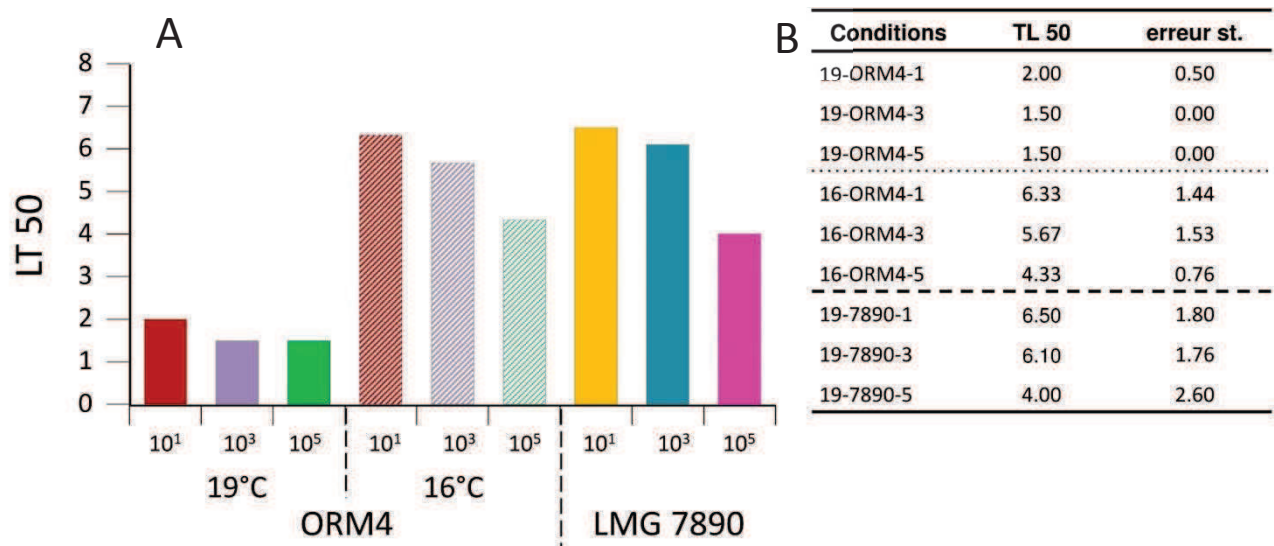 A
8
7
6
5
4
3
2
1
0
LT 50
10¹ 10³ 10⁵ 10¹ 10³ 10⁵ 10¹ 10³ 10⁵
19°C 16°C
ORM4 LMG 7890
B
Conditions TL 50 erreur st.
19-ORM4-1 2.00 0.50
19-ORM4-3 1.50 0.00
19-ORM4-5 1.50 0.00
16-ORM4-1 6.33 1.44
16-ORM4-3 5.67 1.53
16-ORM4-5 4.33 0.76
19-7890-1 6.50 1.80
19-7890-3 6.10 1.76
19-7890-5 4.00 2.60